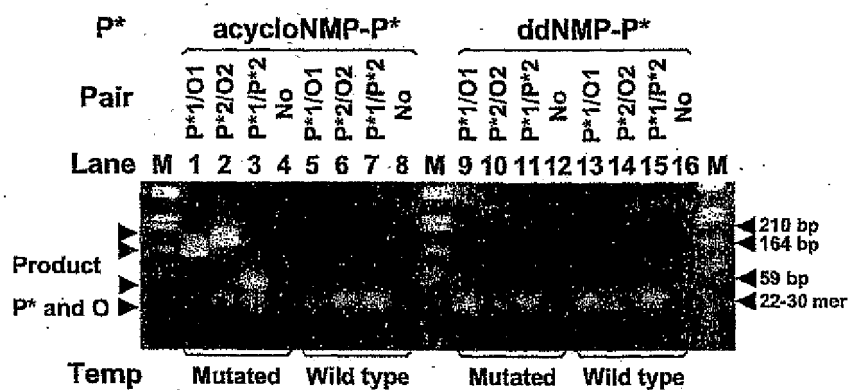 P* acycloNMP-P* ddNMP-P*
Pair P*1/O1 P*2/O2 P*1/P*2 No P*1/O1 P*2/O2 P*1/P*2 No P*1/O1 P*2/O2 P*1/P*2 No P*1/O1 P*2/O2 P*1/P*2 No
Lane M 1 2 3 4 5 6 7 8 M 9 10 11 12 13 14 15 16 M
210 bp
164 bp
Product
59 bp
P* and O
22-30 mer
Temp Mutated Wild type Mutated Wild type